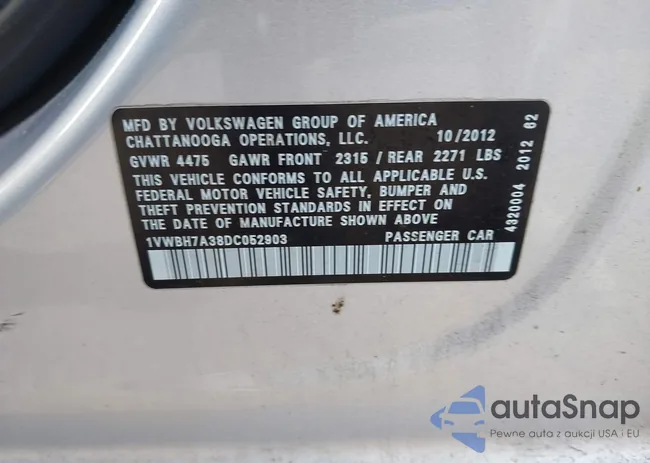 MFD BY VOLKSWAGEN GROUP OF AMERICA
CHATTANOOGA OPERATIONS, LLC. 10/2012
GVWR 4475 GAWR FRONT 2315 / REAR 2271 LBS
THIS VEHICLE CONFORMS TO ALL APPLICABLE U.S.
FEDERAL MOTOR VEHICLE SAFETY, BUMPER AND
THEFT PREVENTION STANDARDS IN EFFECT ON
THE DATE OF MANUFACTURE SHOWN ABOVE
1VWBH7A38DC052903 PASSENGER CAR
4320004 2012 62
autaSnap
Pewne auta z aukcji USA i EU